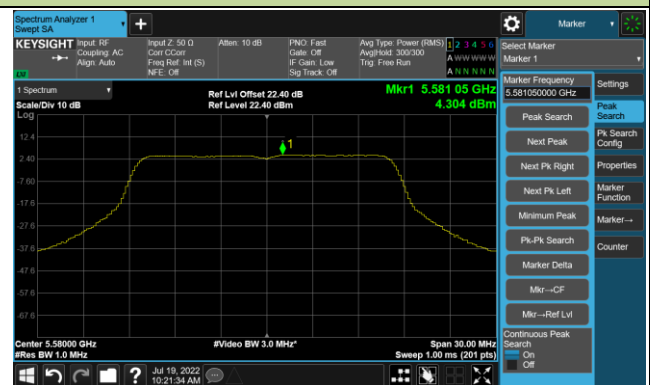 Spectrum Analyzer 1
Swept SA
+
Marker
KEYSIGHT
Input: RF
Coupling: AC
Align: Auto
Input Z: 50 Ω
Corr CCorr
Freq Ref: Int (S)
NFE: Off
Atten: 10 dB
PNO: Fast
Gate: Off
IF Gain: Low
Sig Track: Off
Avg Type: Power (RMS)
Avg|Hold: 300/300
Trig: Free Run
1 2 3 4 5 6
A W W W W W
A N N N N N
LXI
Select Marker
Marker 1
1 Spectrum
Scale/Div 10 dB
Log
Ref Lvl Offset 22.40 dB
Ref Level 22.40 dBm
Mkr1 5.581 05 GHz
4.304 dBm
1
12.4
2.40
-7.60
-17.6
-27.6
-37.6
-47.6
-57.6
-67.6
Center 5.58000 GHz
#Res BW 1.0 MHz
#Video BW 3.0 MHz*
Span 30.00 MHz
Sweep 1.00 ms (201 pts)
Marker Frequency
5.581050000 GHz
Peak Search
Next Peak
Next Pk Right
Next Pk Left
Minimum Peak
Pk-Pk Search
Marker Delta
Mkr→CF
Mkr→Ref Lvl
Continuous Peak
Search
On
Off
Settings
Peak
Search
Pk Search
Config
Properties
Marker
Function
Marker→
Counter
?
Jul 19, 2022
10:21:34 AM